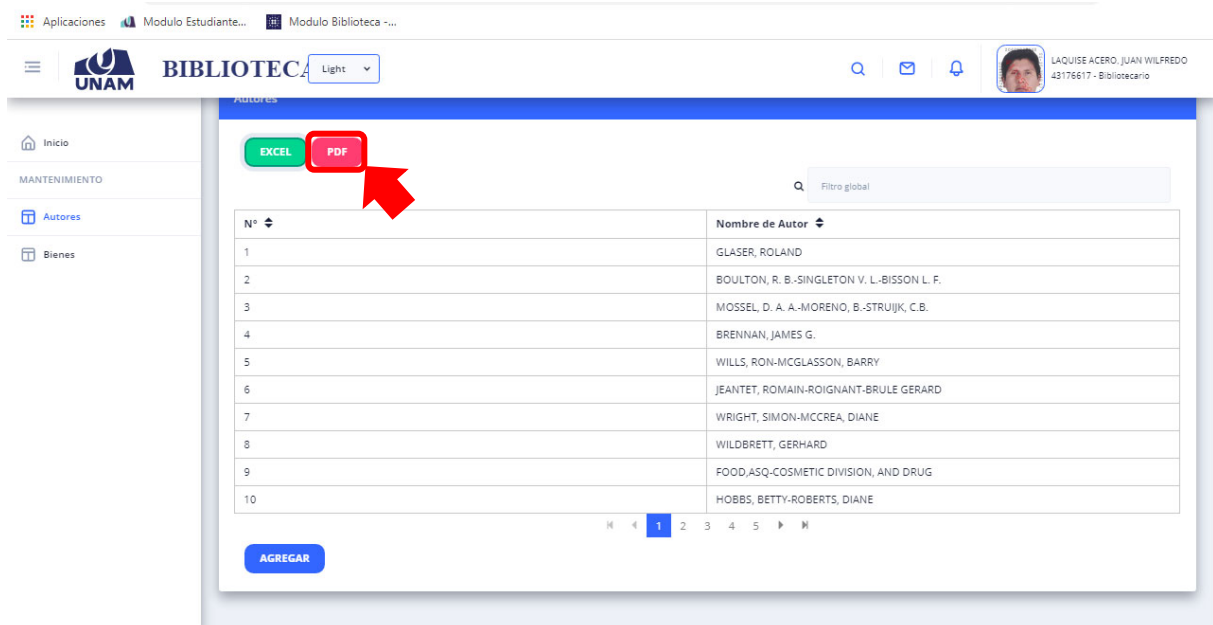 Aplicaciones Modulo Estudiante... Modulo Biblioteca -...
UNAM BIBLIOTECA Light LAQUISE ACERO. JUAN WILFREDO
43176617 - Bibliotecario
Autores
Inicio
EXCEL PDF
MANTENIMIENTO
Filtro global
Autores
Bienes
N° Nombre de Autor
1 GLASER, ROLAND
2 BOULTON, R. B.-SINGLETON V. L.-BISSON L. F.
3 MOSSEL, D. A. A.-MORENO, B.-STRUIJK, C.B.
4 BRENNAN, JAMES G.
5 WILLS, RON-MCGLASSON, BARRY
6 JEANTET, ROMAIN-ROIGNANT-BRULE GERARD
7 WRIGHT, SIMON-MCCREA, DIANE
8 WILDBRETT, GERHARD
9 FOOD,ASQ-COSMETIC DIVISION, AND DRUG
10 HOBBS, BETTY-ROBERTS, DIANE
1 2 3 4 5
AGREGAR